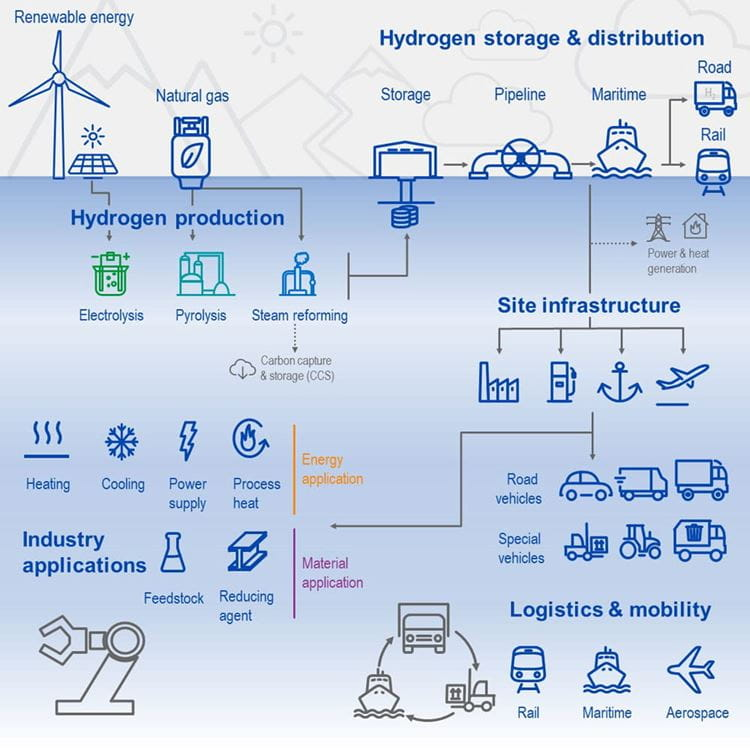 Renewable energy
Hydrogen storage & distribution
Natural gas
Storage
Pipeline
Maritime
Road
H₂
Rail
Hydrogen production
Power & heat
generation
Electrolysis
Pyrolysis
Steam reforming
Site infrastructure
Carbon capture
& storage (CCS)
Heating
Cooling
Power
supply
Process
heat
Energy
application
Road
vehicles
Industry
applications
Feedstock
Reducing
agent
Material
application
Special
vehicles
Logistics & mobility
Rail
Maritime
Aerospace